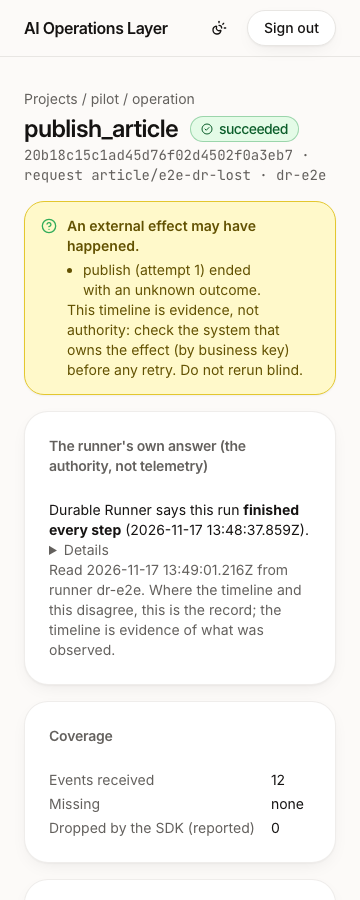 AI Operations Layer
Sign out
Projects / pilot / operation
publish_article
succeeded
20b18c15c1ad45d76f02d4502f0a3eb7 ·
request article/e2e-dr-lost · dr-e2e
An external effect may have
happened.
• publish (attempt 1) ended
with an unknown outcome.
This timeline is evidence, not
authority: check the system that
owns the effect (by business key)
before any retry. Do not rerun blind.
The runner's own answer (the
authority, not telemetry)
Durable Runner says this run finished
every step (2026-11-17 13:48:37.859Z).
Details
Read 2026-11-17 13:49:01.216Z from
runner dr-e2e. Where the timeline and
this disagree, this is the record; the
timeline is evidence of what was
observed.
Coverage
Events received 12
Missing none
Dropped by the SDK (reported) 0